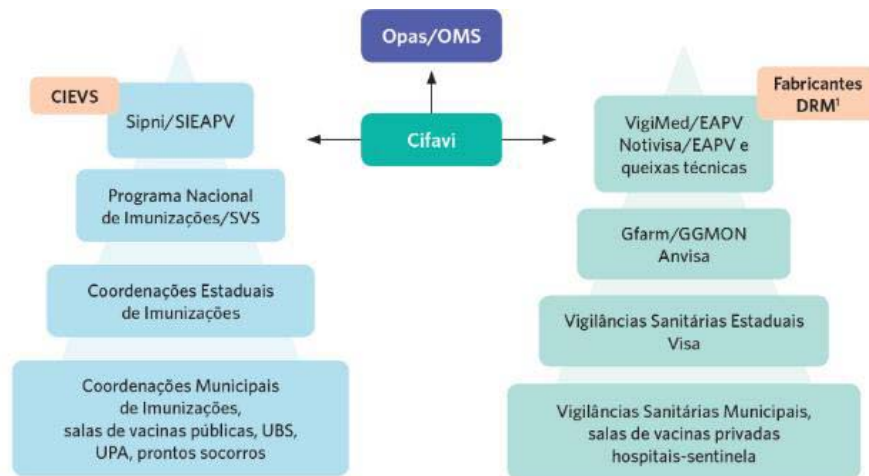 Opas/OMS
CIEVS
Sipni/SIEAPV
Programa Nacional
de Imunizações/SVS
Coordenações Estaduais
de Imunizações
Coordenações Municipais
de Imunizações,
salas de vacinas públicas, UBS,
UPA, prontos socorros
Cifavi
Fabricantes
DRM¹
VigiMed/EAPV
Notivisa/EAPV e
queixas técnicas
Gfarm/GGMON
Anvisa
Vigilâncias Sanitárias Estaduais
Visa
Vigilâncias Sanitárias Municipais,
salas de vacinas privadas
hospitais-sentinela